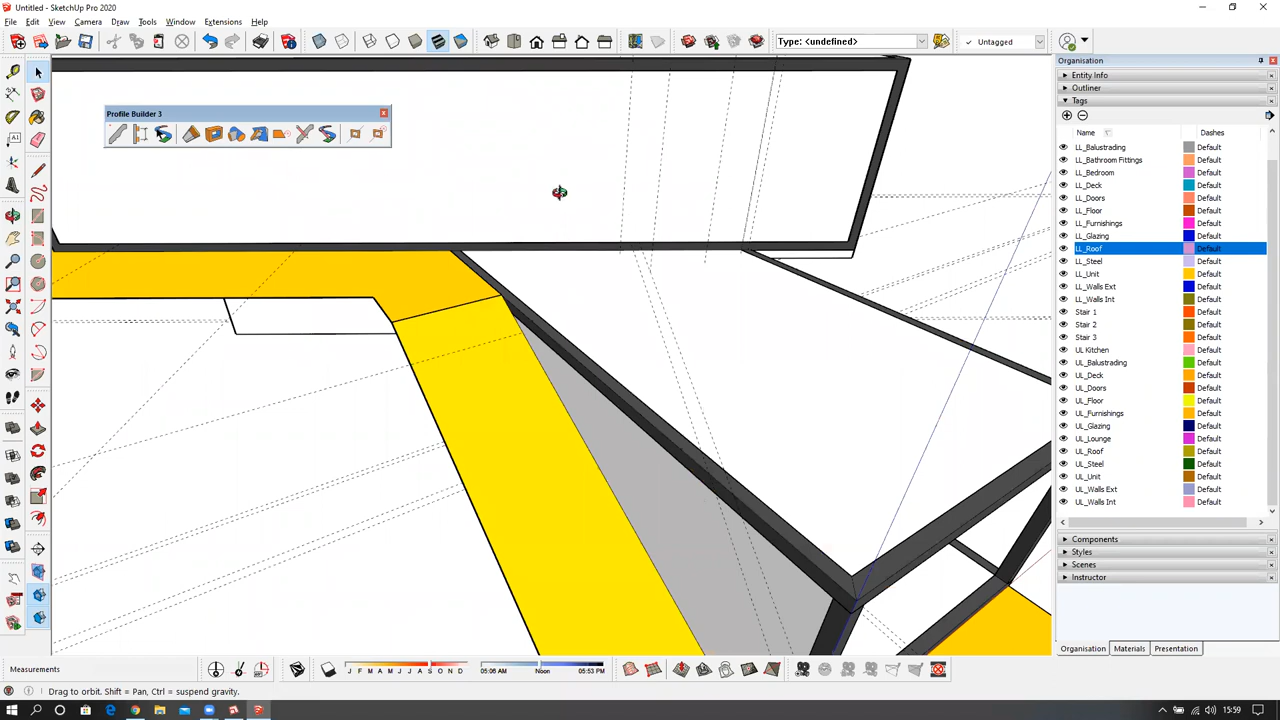 Untitled - SketchUp Pro 2020
File Edit View Camera Draw Tools Window Extensions Help
Type: <undefined>
Untagged
Profile Builder 3
Organisation
Entity Info
Outliner
Tags
Name Dashes
LL_Balustrading Default
LL_Bathroom Fittings Default
LL_Bedroom Default
LL_Deck Default
LL_Doors Default
LL_Floor Default
LL_Furnishings Default
LL_Glazing Default
LL_Roof Default
LL_Steel Default
LL_Unit Default
LL_Walls Ext Default
LL_Walls Int Default
Stair 1 Default
Stair 2 Default
Stair 3 Default
UL Kitchen Default
UL_Balustrading Default
UL_Deck Default
UL_Doors Default
UL_Floor Default
UL_Furnishings Default
UL_Glazing Default
UL_Lounge Default
UL_Roof Default
UL_Steel Default
UL_Unit Default
UL_Walls Ext Default
UL_Walls Int Default
Components
Styles
Scenes
Instructor
Organisation Materials Presentation
Measurements
J F M A M J J A S O N D
05:06 AM Noon 05:53 PM
Drag to orbit. Shift = Pan, Ctrl = suspend gravity.
15:59